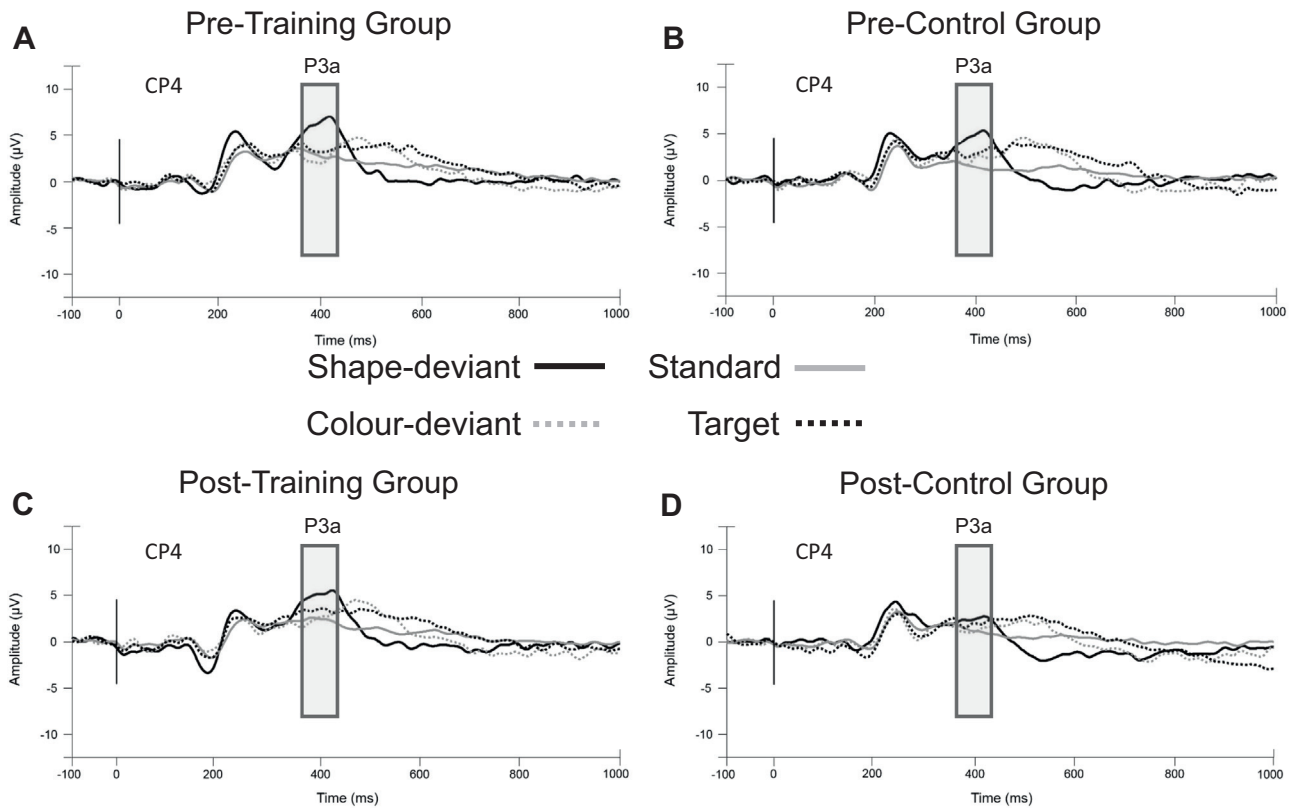 A
Pre-Training Group
P3a
CP4
10
5
0
-5
-10
Amplitude (µV)
-100 0 200 400 600 800 1000
Time (ms)
B
Pre-Control Group
P3a
CP4
10
5
0
-5
-10
Amplitude (µV)
-100 0 200 400 600 800 1000
Time (ms)
Shape-deviant
Standard
Colour-deviant
Target
C
Post-Training Group
P3a
CP4
10
5
0
-5
-10
Amplitude (µV)
-100 0 200 400 600 800 1000
Time (ms)
D
Post-Control Group
P3a
CP4
10
5
0
-5
-10
Amplitude (µV)
-100 0 200 400 600 800 1000
Time (ms)